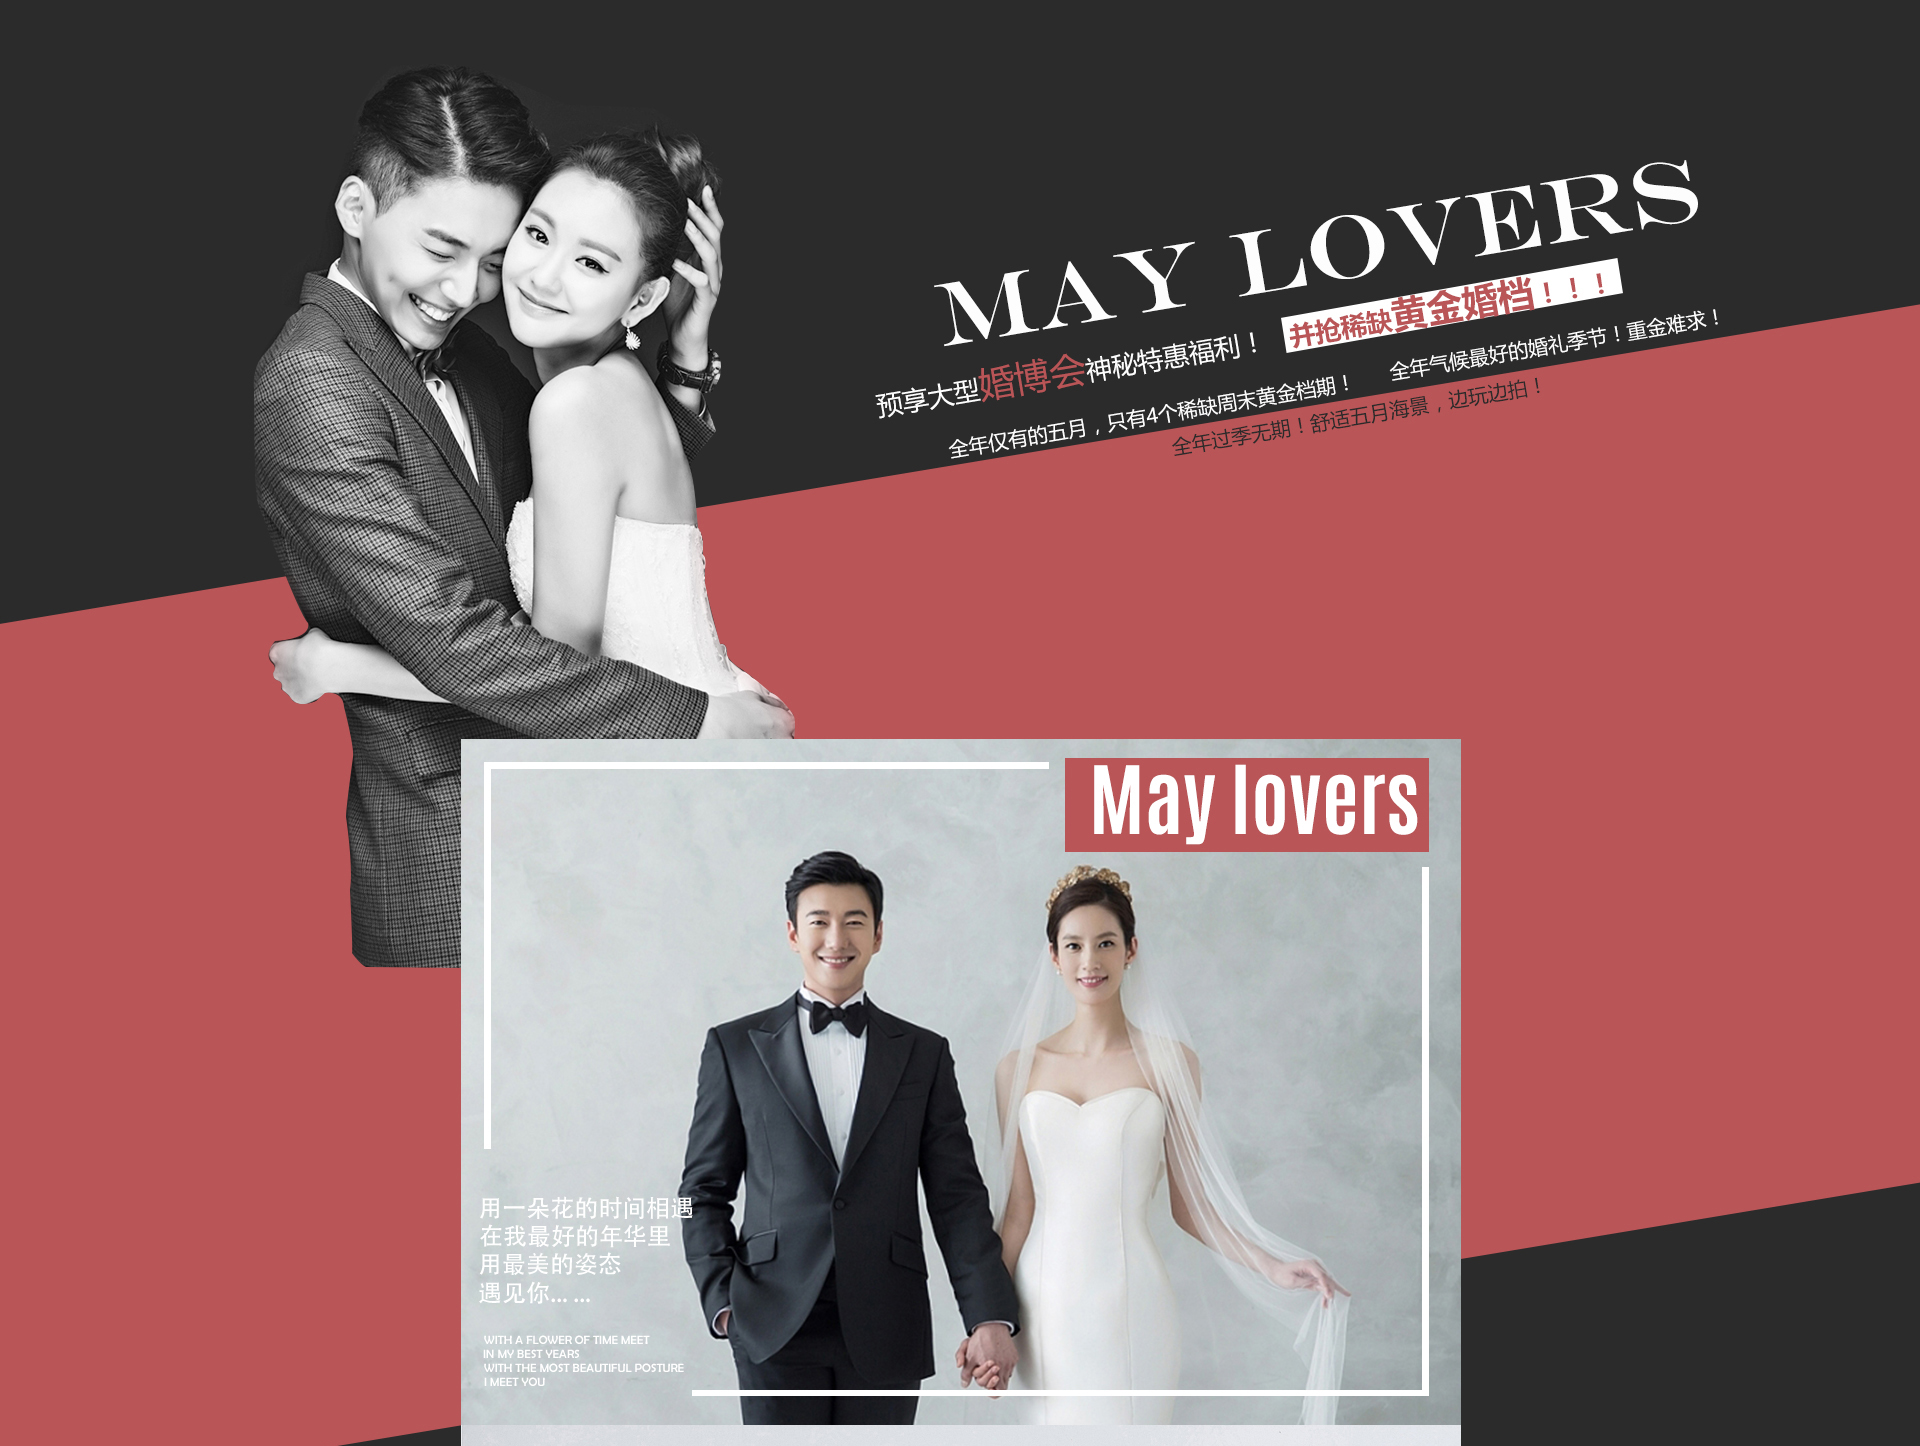 MAY LOVERS
预享大型婚博会神秘特惠福利！ 并抢稀缺黄金婚档！！！
全年仅有的五月，只有4个稀缺周末黄金档期！ 全年气候最好的婚礼季节！重金难求！
全年过季无期！舒适五月海景，边玩边拍！
May lovers
用一朵花的时间相遇
在我最好的年华里
用最美的姿态
遇见你... ...
WITH A FLOWER OF TIME MEET
IN MY BEST YEARS
WITH THE MOST BEAUTIFUL POSTURE
I MEET YOU